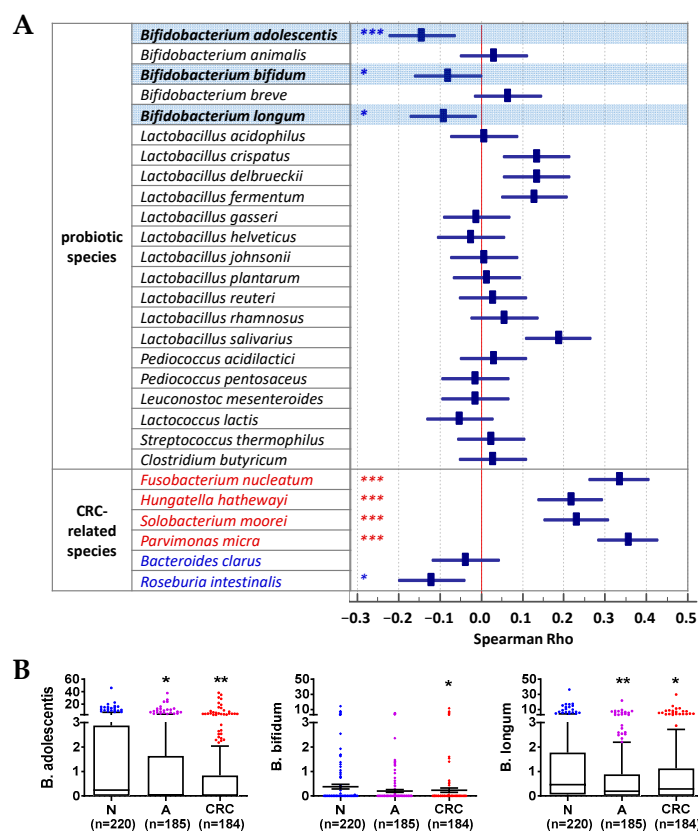 A
Bifidobacterium adolescentis ***
Bifidobacterium animalis
Bifidobacterium bifidum *
Bifidobacterium breve
Bifidobacterium longum *
Lactobacillus acidophilus
Lactobacillus crispatus
Lactobacillus delbrueckii
Lactobacillus fermentum
Lactobacillus gasseri
probiotic
species
Lactobacillus helveticus
Lactobacillus johnsonii
Lactobacillus plantarum
Lactobacillus reuteri
Lactobacillus rhamnosus
Lactobacillus salivarius
Pediococcus acidilactici
Pediococcus pentosaceus
Leuconostoc mesenteroides
Lactococcus lactis
Streptococcus thermophilus
Clostridium butyricum
CRC-
related
species
Fusobacterium nucleatum ***
Hungatella hathewayi ***
Solobacterium moorei ***
Parvimonas micra ***
Bacteroides clarus
Roseburia intestinalis *
−0.3 −0.2 −0.1 0.0 0.1 0.2 0.3 0.4 0.5
Spearman Rho
B
B. adolescentis
60
40
20
3
2
1
0
* **
N A CRC
(n=220) (n=185) (n=184)
B. bifidum
50
3
2
1
0
*
N A CRC
(n=220) (n=185) (n=184)
B. longum
50
3
2
1
0
** *
N A CRC
(n=220) (n=185) (n=184)